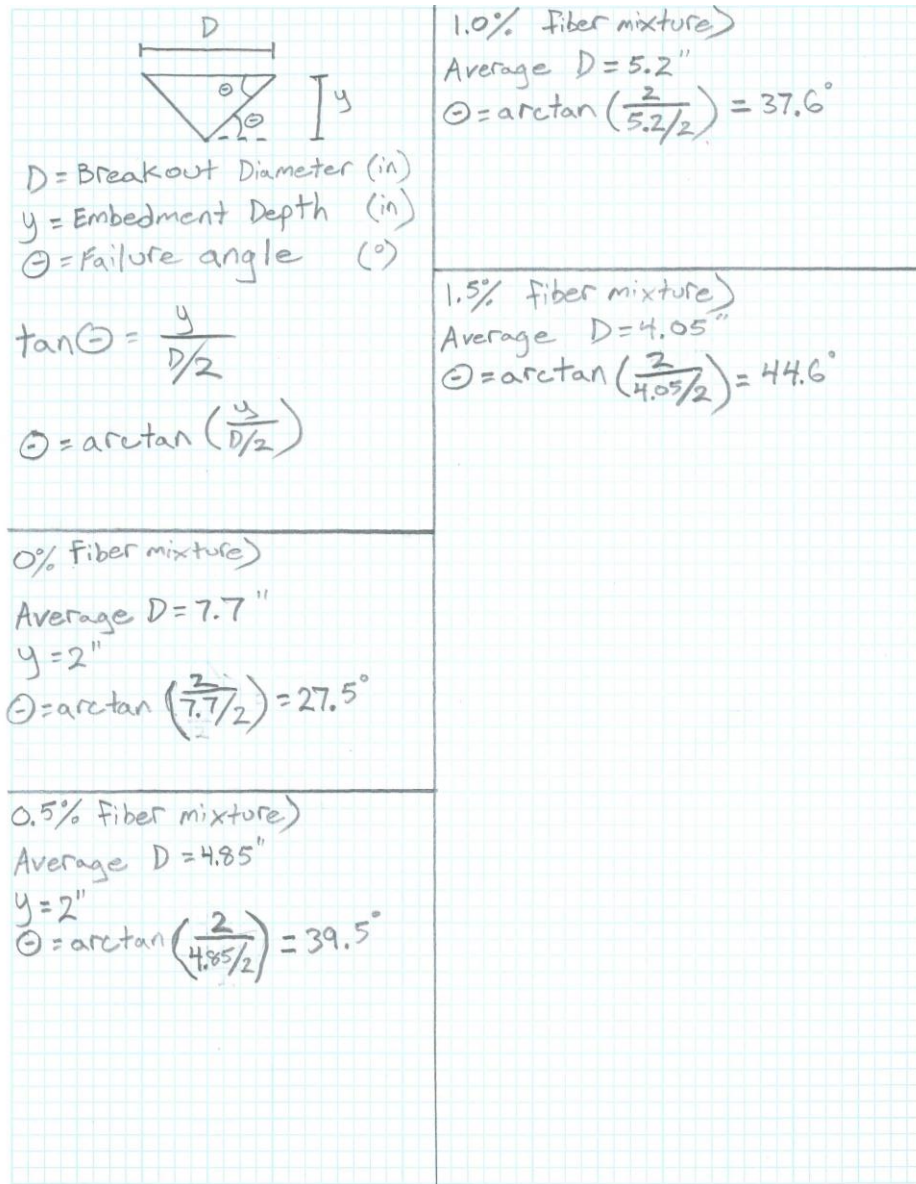 D
Θ
y
Θ
D = Breakout Diameter (in)
y = Embedment Depth (in)
Θ = Failure angle (°)
tanΘ = y / D/2
Θ = arctan (y / D/2)
0% fiber mixture)
Average D = 7.7"
y = 2"
Θ = arctan (2 / 7.7/2) = 27.5°
0.5% fiber mixture)
Average D = 4.85"
y = 2"
Θ = arctan (2 / 4.85/2) = 39.5°
1.0% fiber mixture)
Average D = 5.2"
Θ = arctan (2 / 5.2/2) = 37.6°
1.5% fiber mixture)
Average D = 4.05"
Θ = arctan (2 / 4.05/2) = 44.6°